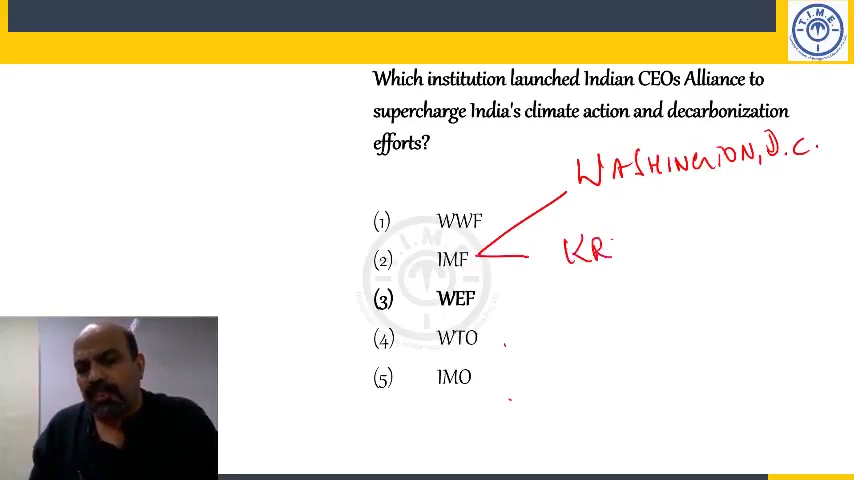 T.I.M.E.
Which institution launched Indian CEOs Alliance to
supercharge India's climate action and decarbonization
efforts?
WASHINGTON, D.C.
(1) WWF
(2) IMF
KR
(3) WEF
(4) WTO
(5) IMO
T.I.M.E.